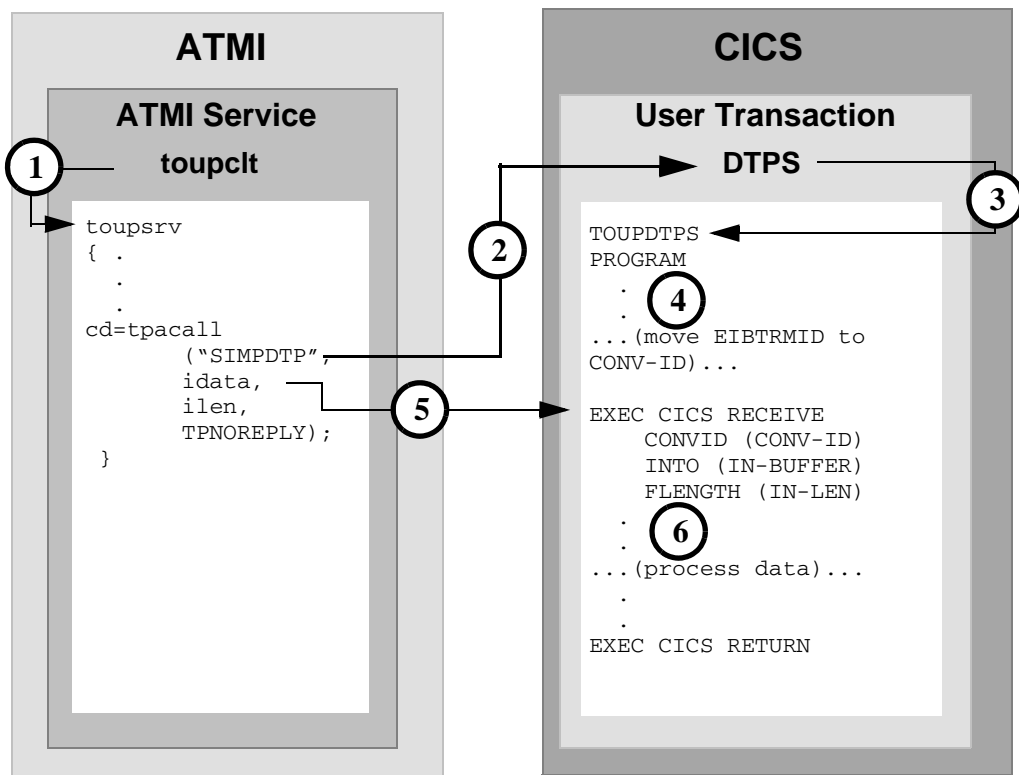 ATMI
ATMI Service
toupclt
1
toupsrv
{ .
.
.
cd=tpacall
(“SIMPDTP”,
idata,
ilen,
TPNOREPLY);
}
2
5
CICS
User Transaction
DTPS
3
TOUPDTPS
PROGRAM
.
4
.
...(move EIBTRMID to
CONV-ID)...
EXEC CICS RECEIVE
CONVID (CONV-ID)
INTO (IN-BUFFER)
FLENGTH (IN-LEN)
.
6
.
...(process data)...
.
.
EXEC CICS RETURN